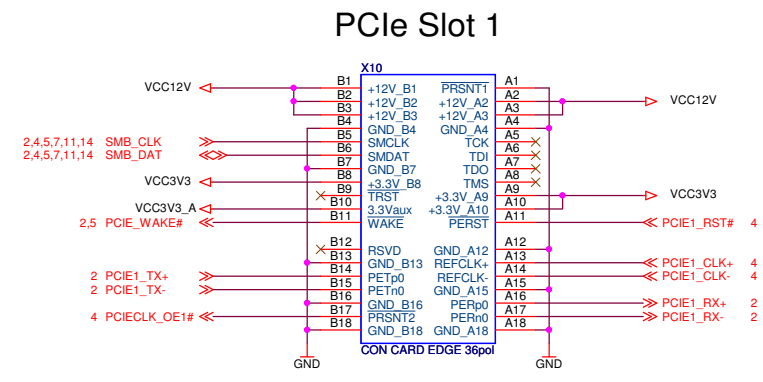 PCIe Slot 1
X10
VCC12V B1 +12V_B1 PRSNT1 A1
B2 +12V_B2 +12V_A2 A2 VCC12V
B3 +12V_B3 +12V_A3 A3
B4 GND_B4 GND_A4 A4
2,4,5,7,11,14 SMB_CLK B5 SMCLK TCK A5
2,4,5,7,11,14 SMB_DAT B6 SMDAT TDI A6
B7 GND_B7 TDO A7
VCC3V3 B8 +3.3V_B8 TMS A8
B9 TRST +3.3V_A9 A9 VCC3V3
VCC3V3_A B10 3.3Vaux +3.3V_A10 A10
2,5 PCIE_WAKE# B11 WAKE PERST A11 PCIE1_RST# 4
B12 RSVD GND_A12 A12
B13 GND_B13 REFCLK+ A13 PCIE1_CLK+ 4
2 PCIE1_TX+ B14 PETp0 REFCLK- A14 PCIE1_CLK- 4
2 PCIE1_TX- B15 PETn0 GND_A15 A15
B16 GND_B16 PERp0 A16 PCIE1_RX+ 2
4 PCIECLK_OE1# B17 PRSNT2 PERn0 A17 PCIE1_RX- 2
B18 GND_B18 GND_A18 A18
CON CARD EDGE 36pol
GND GND